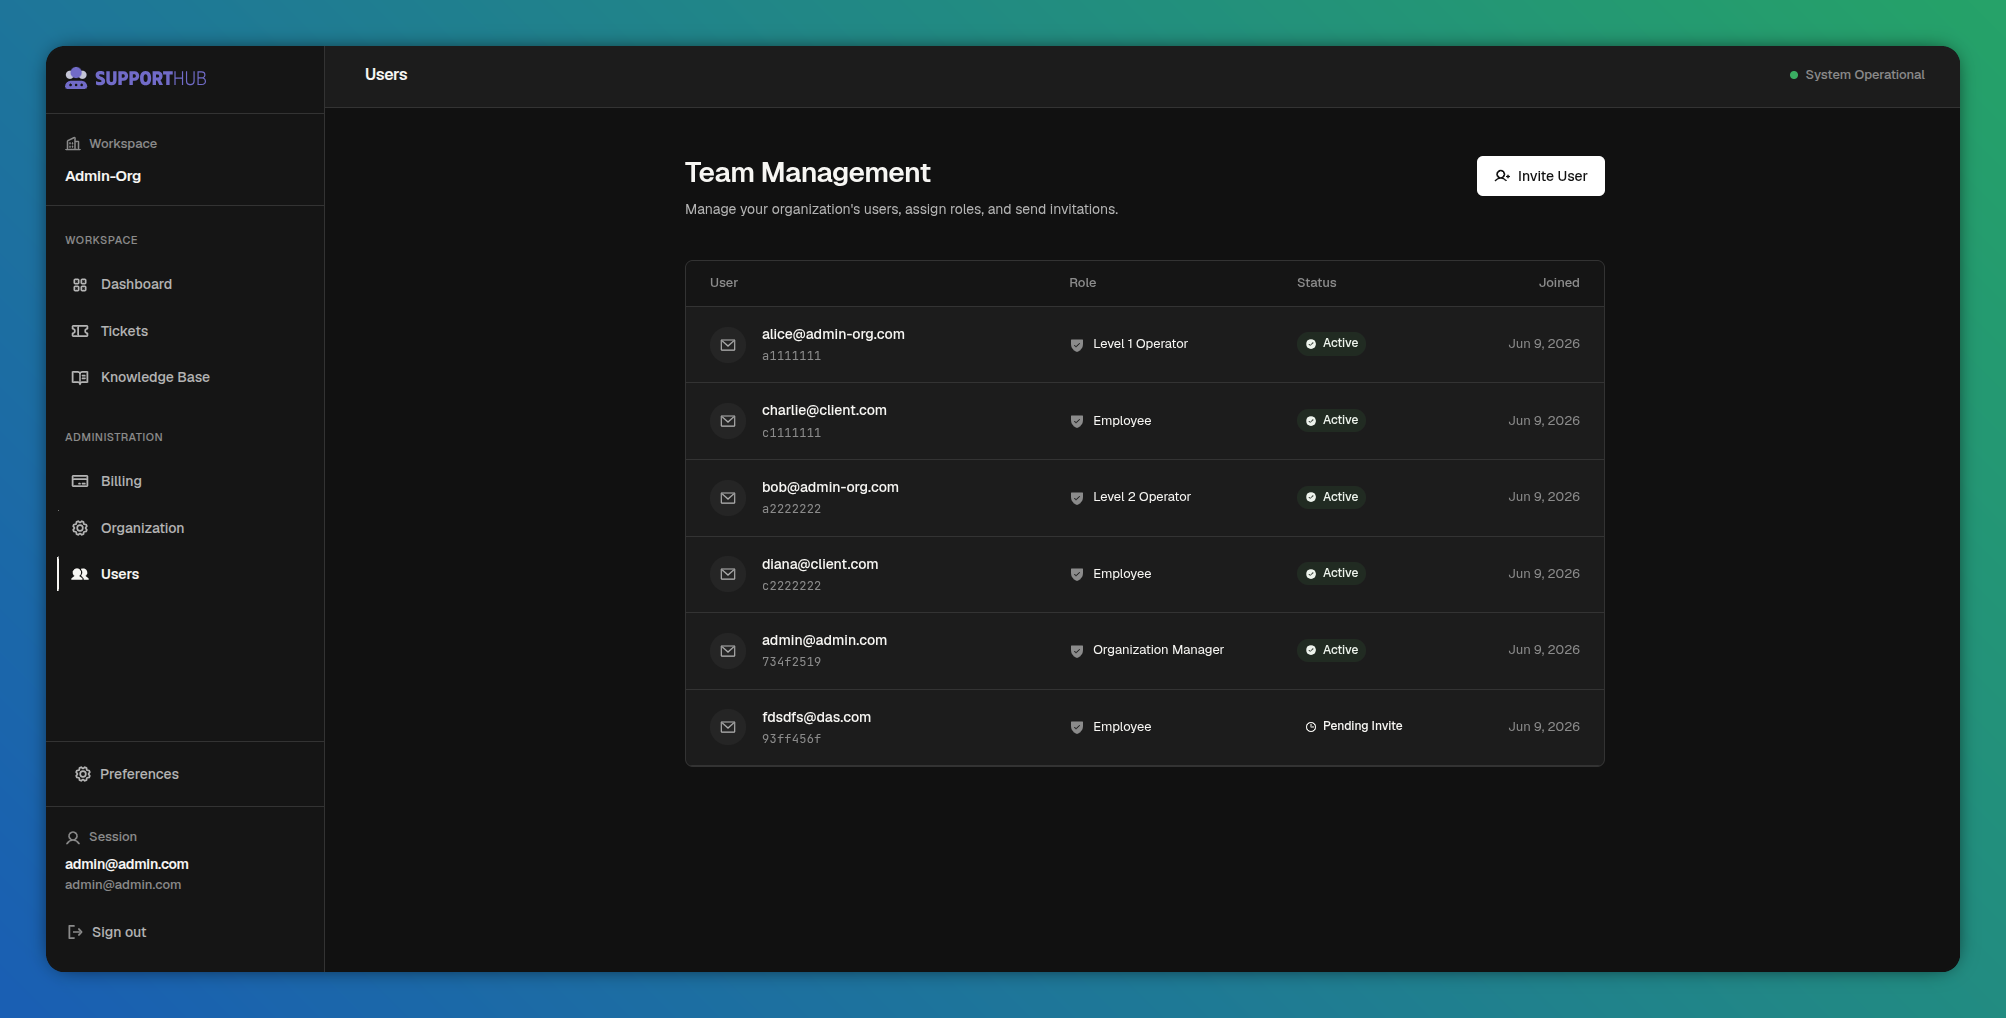 SUPPORTHUB
Users
System Operational
Workspace
Admin-Org
WORKSPACE
Dashboard
Tickets
Knowledge Base
ADMINISTRATION
Billing
Organization
Users
Preferences
Session
admin@admin.com
admin@admin.com
Sign out
Team Management
Invite User
Manage your organization's users, assign roles, and send invitations.
User Role Status Joined
alice@admin-org.com
a1111111
Level 1 Operator Active Jun 9, 2026
charlie@client.com
c1111111
Employee Active Jun 9, 2026
bob@admin-org.com
a2222222
Level 2 Operator Active Jun 9, 2026
diana@client.com
c2222222
Employee Active Jun 9, 2026
admin@admin.com
734f2519
Organization Manager Active Jun 9, 2026
fdsdfs@das.com
93ff456f
Employee Pending Invite Jun 9, 2026